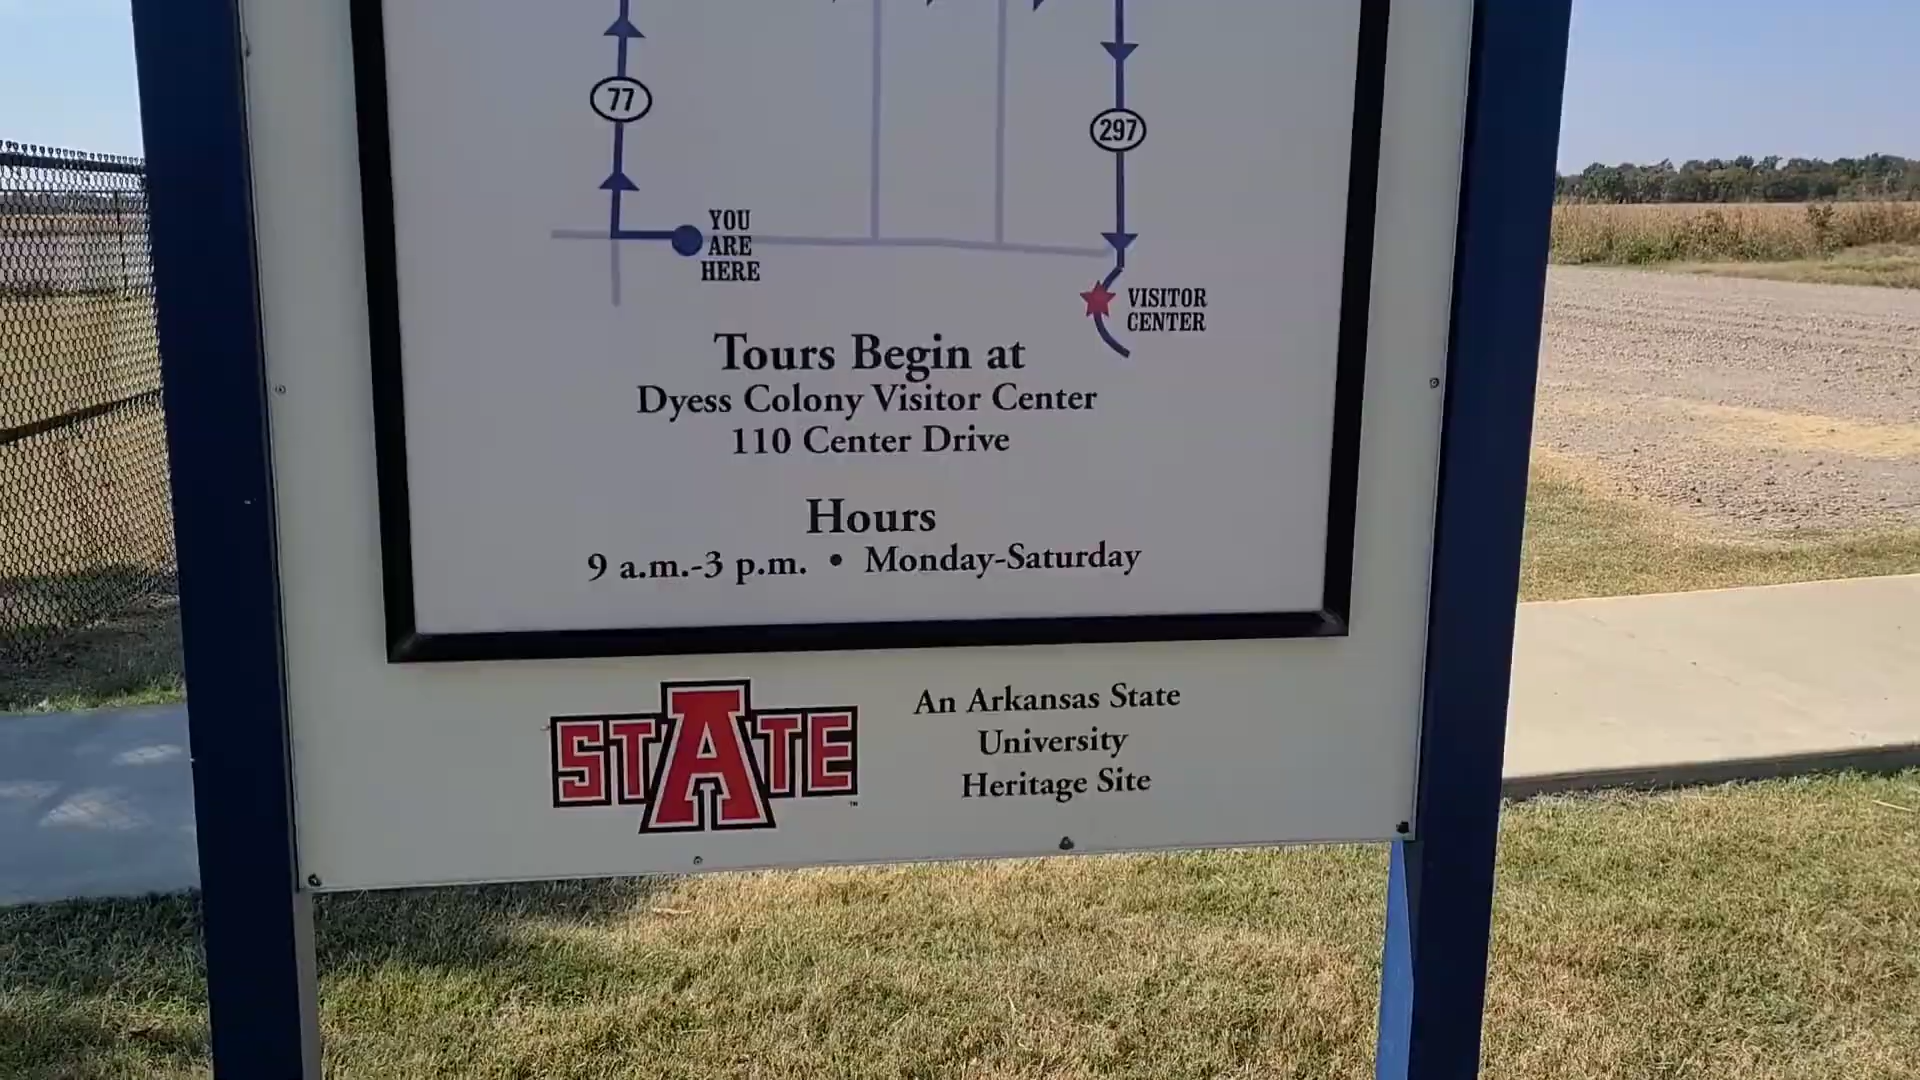 77
297
YOU
ARE
HERE
VISITOR
CENTER
Tours Begin at
Dyess Colony Visitor Center
110 Center Drive
Hours
9 a.m.-3 p.m. • Monday-Saturday
STATE
™
An Arkansas State
University
Heritage Site